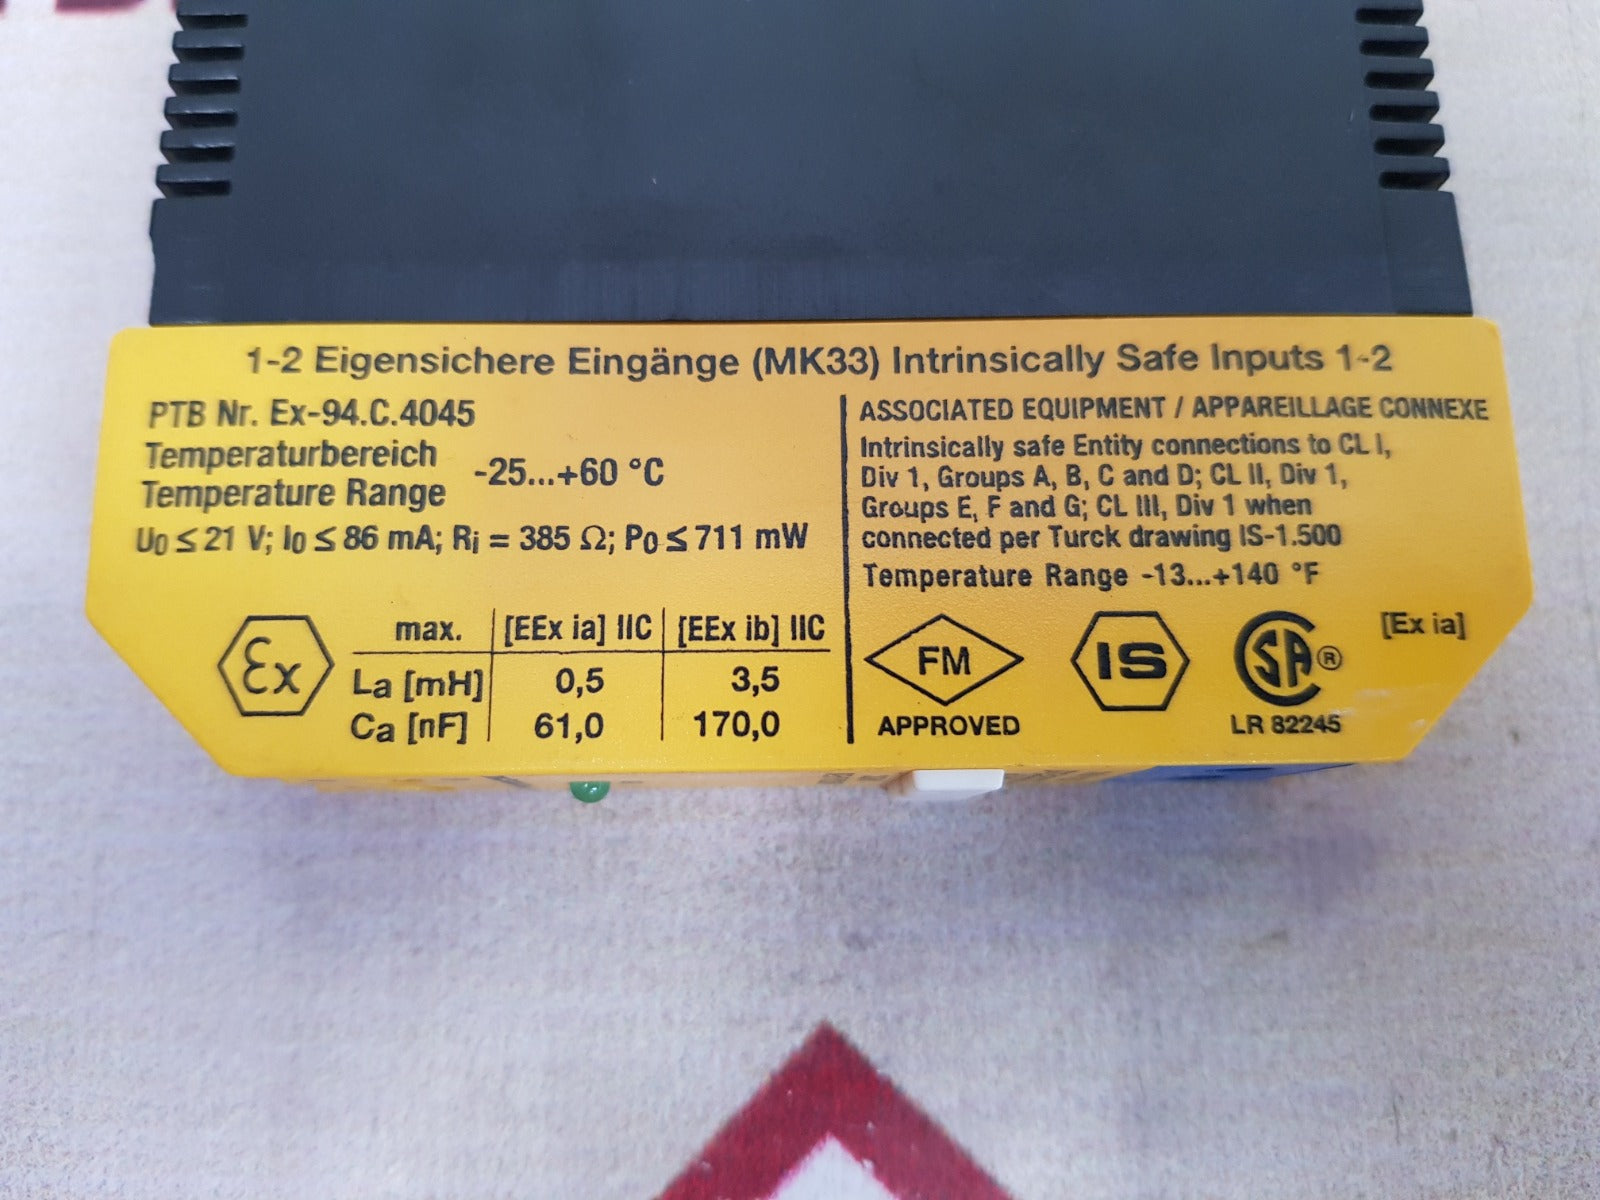 1-2 Eigensichere Eingänge (MK33) Intrinsically Safe Inputs 1-2
PTB Nr. Ex-94.C.4045
Temperaturbereich
Temperature Range
-25...+60 °C
U0 ≤ 21 V; I0 ≤ 86 mA; Ri = 385 Ω; P0 ≤ 711 mW
Ex
max. [EEx ia] IIC [EEx ib] IIC
La [mH] 0,5 3,5
Ca [nF] 61,0 170,0
ASSOCIATED EQUIPMENT / APPAREILLAGE CONNEXE
Intrinsically safe Entity connections to CL I,
Div 1, Groups A, B, C and D; CL II, Div 1,
Groups E, F and G; CL III, Div 1 when
connected per Turck drawing IS-1.500
Temperature Range -13...+140 °F
FM
APPROVED
IS
CSA ®
LR 82245
[Ex ia]